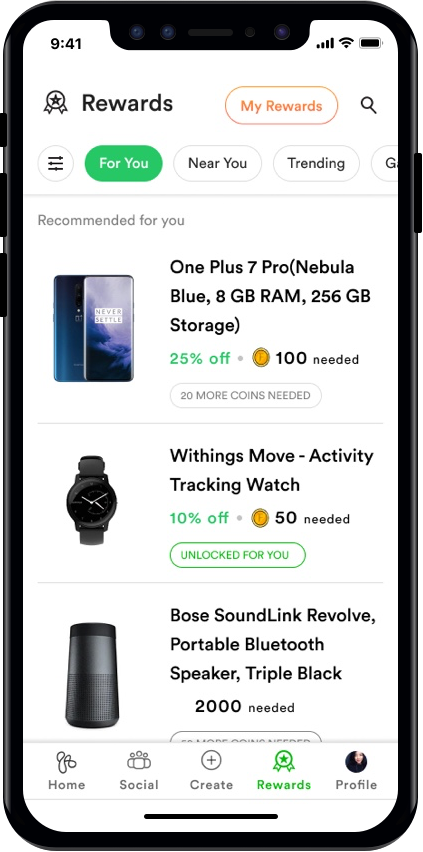 9:41
Rewards
My Rewards
For You
Near You
Trending
Recommended for you
One Plus 7 Pro(Nebula
Blue, 8 GB RAM, 256 GB
Storage)
NEVER
SETTLE
25% off • 100 needed
20 MORE COINS NEEDED
Withings Move - Activity
Tracking Watch
10% off • 50 needed
UNLOCKED FOR YOU
Bose SoundLink Revolve,
Portable Bluetooth
Speaker, Triple Black
2000 needed
Home
Social
Create
Rewards
Profile